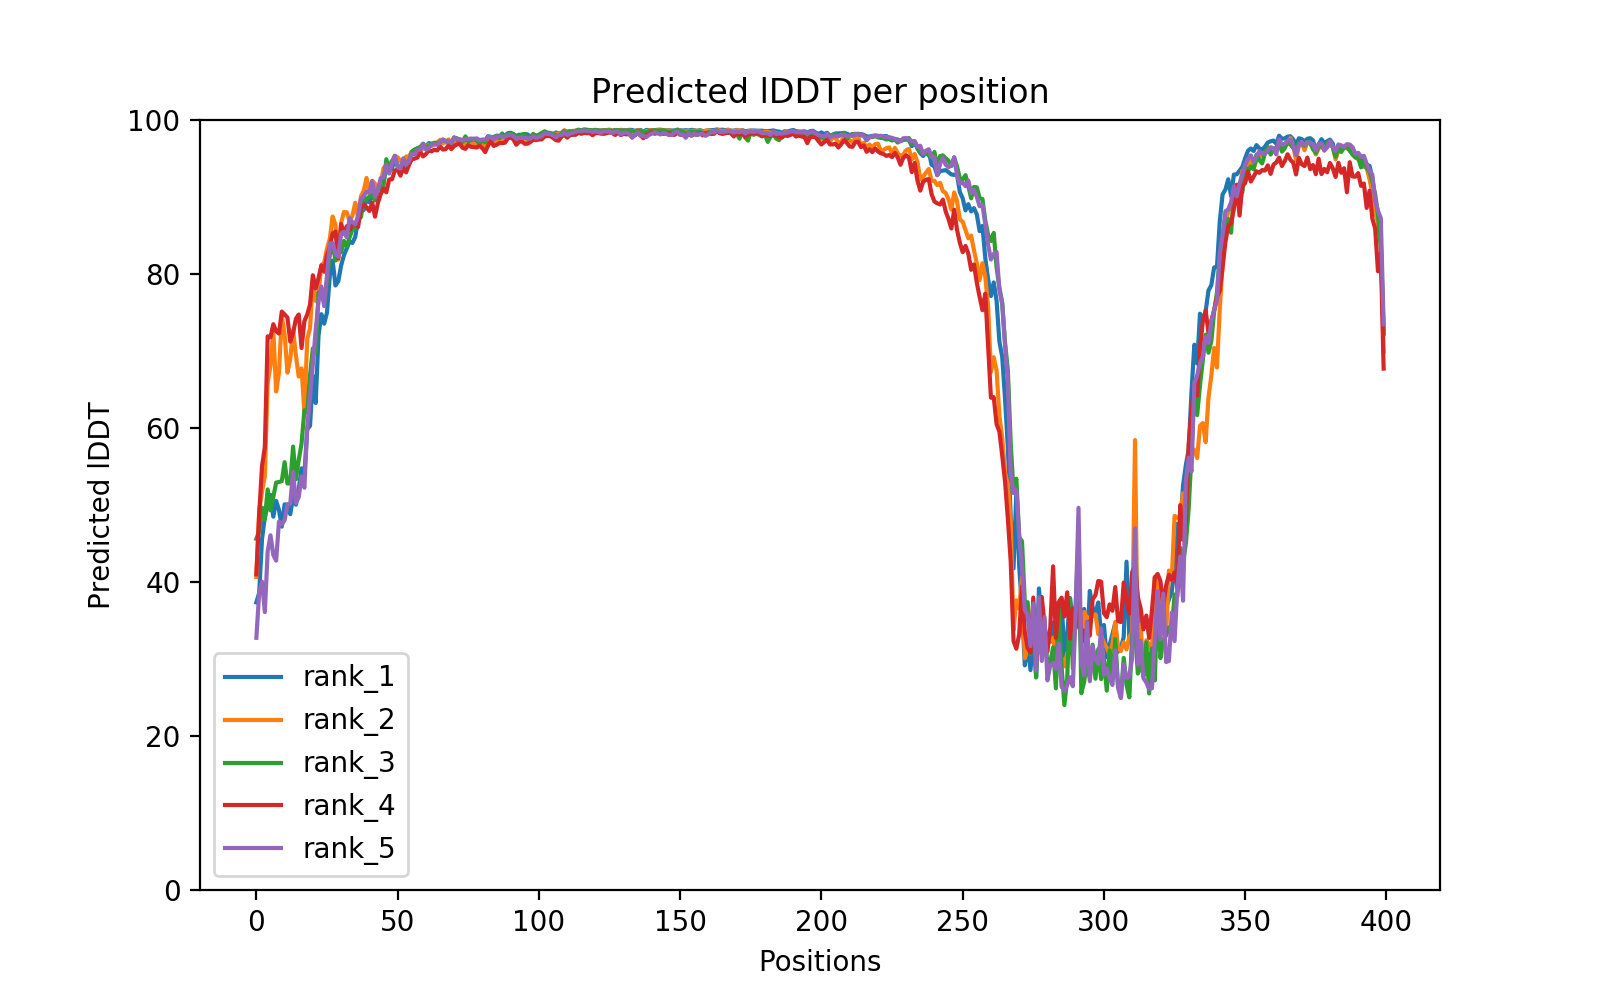 Predicted lDDT per position
100
80
60
40
20
0
Predicted lDDT
rank_1
rank_2
rank_3
rank_4
rank_5
0 50 100 150 200 250 300 350 400
Positions